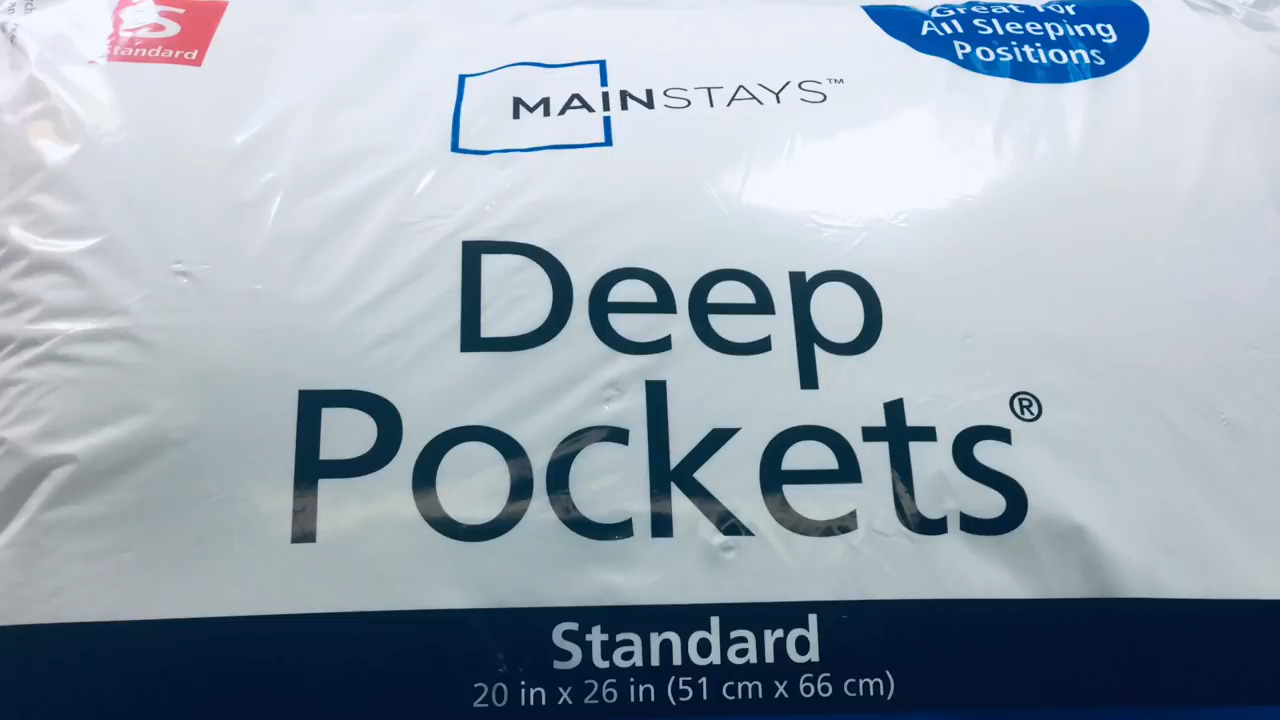 S
Standard
Great for
All Sleeping
Positions
MAINSTAYS™
Deep
Pockets®
Standard
20 in x 26 in (51 cm x 66 cm)